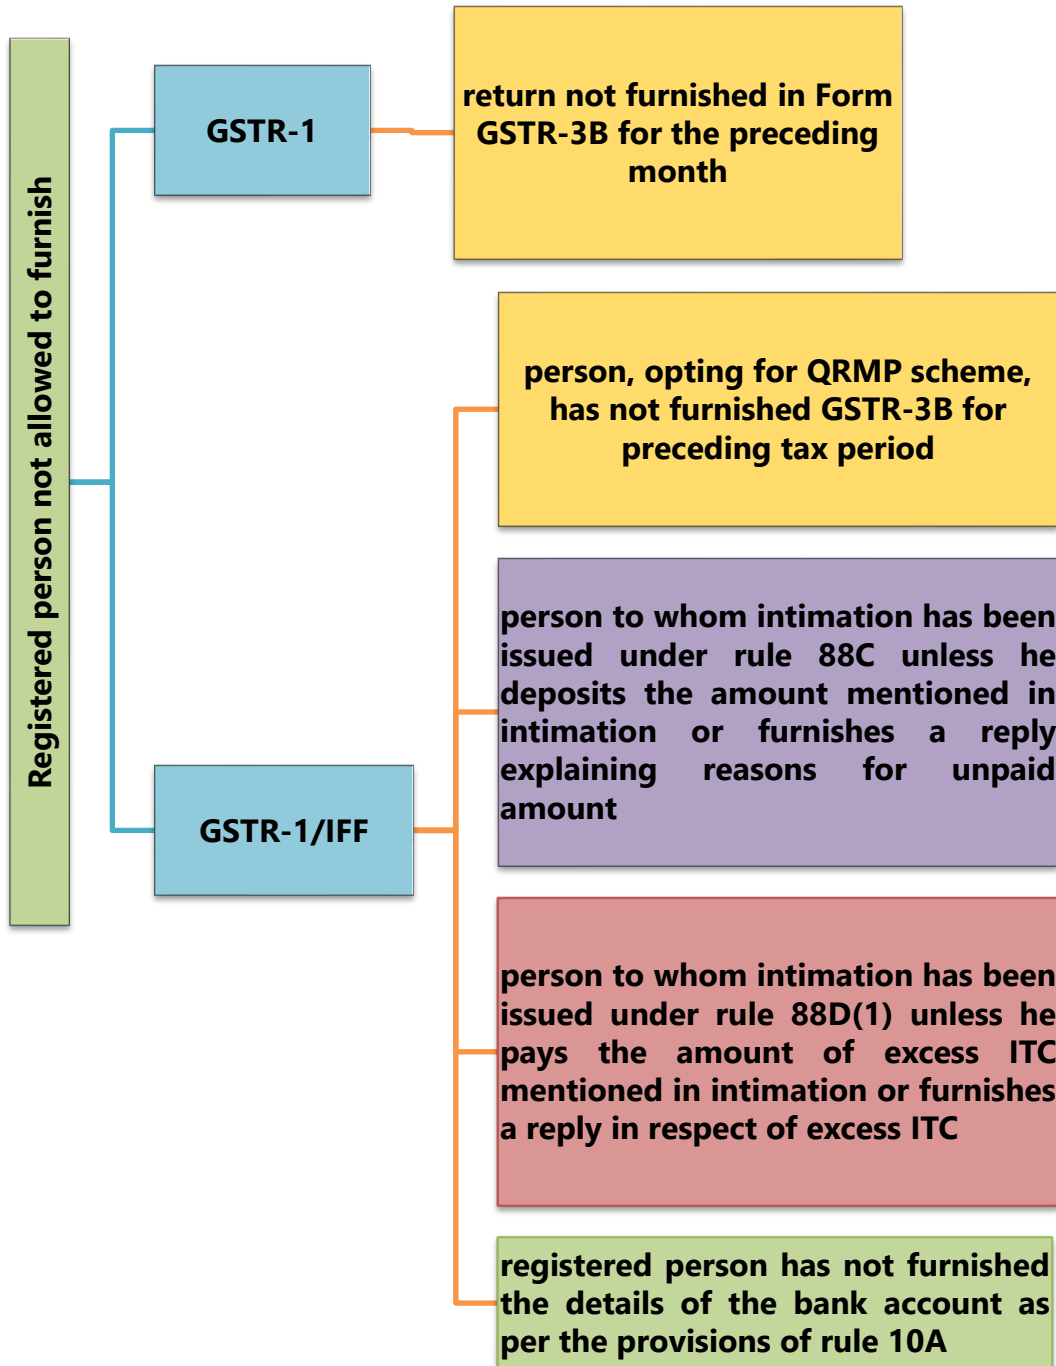 Registered person not allowed to furnish
GSTR-1
return not furnished in Form
GSTR-3B for the preceding
month
person, opting for QRMP scheme,
has not furnished GSTR-3B for
preceding tax period
person to whom intimation has been
issued under rule 88C unless he
deposits the amount mentioned in
intimation or furnishes a reply
explaining reasons for unpaid
amount
GSTR-1/IFF
person to whom intimation has been
issued under rule 88D(1) unless he
pays the amount of excess ITC
mentioned in intimation or furnishes
a reply in respect of excess ITC
registered person has not furnished
the details of the bank account as
per the provisions of rule 10A